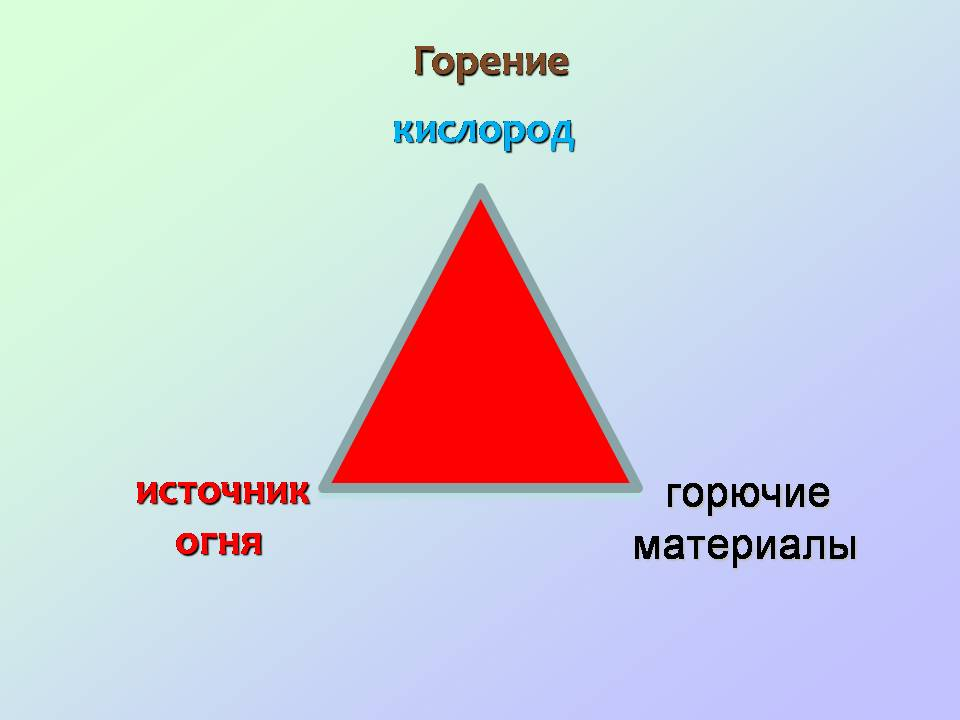 Горение
кислород
источник
огня
горючие
материалы